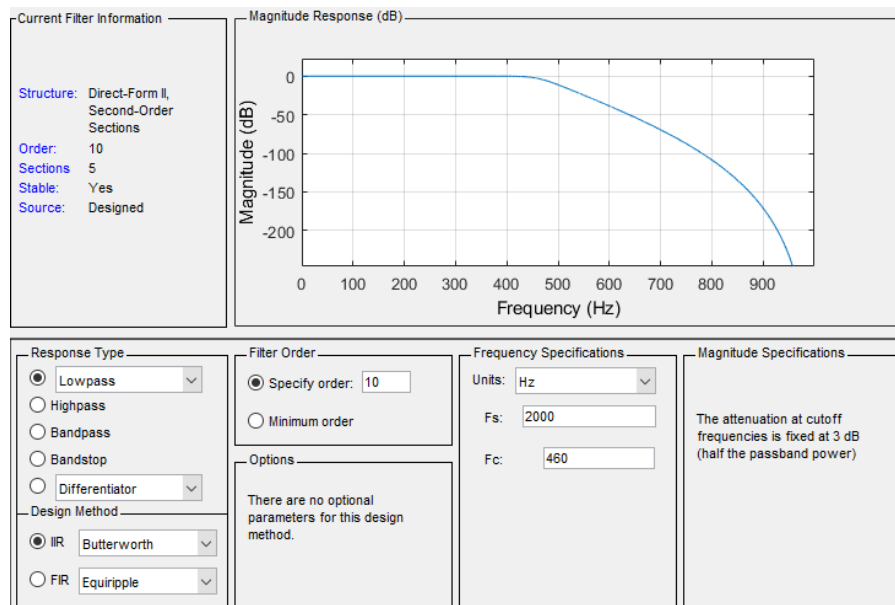 Current Filter Information
Structure: Direct-Form II,
Second-Order
Sections
Order: 10
Sections 5
Stable: Yes
Source: Designed
Magnitude Response (dB)
Magnitude (dB)
0
-50
-100
-150
-200
0 100 200 300 400 500 600 700 800 900
Frequency (Hz)
Response Type
Lowpass
Highpass
Bandpass
Bandstop
Differentiator
Design Method
IIR Butterworth
FIR Equiripple
Filter Order
Specify order: 10
Minimum order
Options
There are no optional
parameters for this design
method.
Frequency Specifications
Units: Hz
Fs: 2000
Fc: 460
Magnitude Specifications
The attenuation at cutoff
frequencies is fixed at 3 dB
(half the passband power)